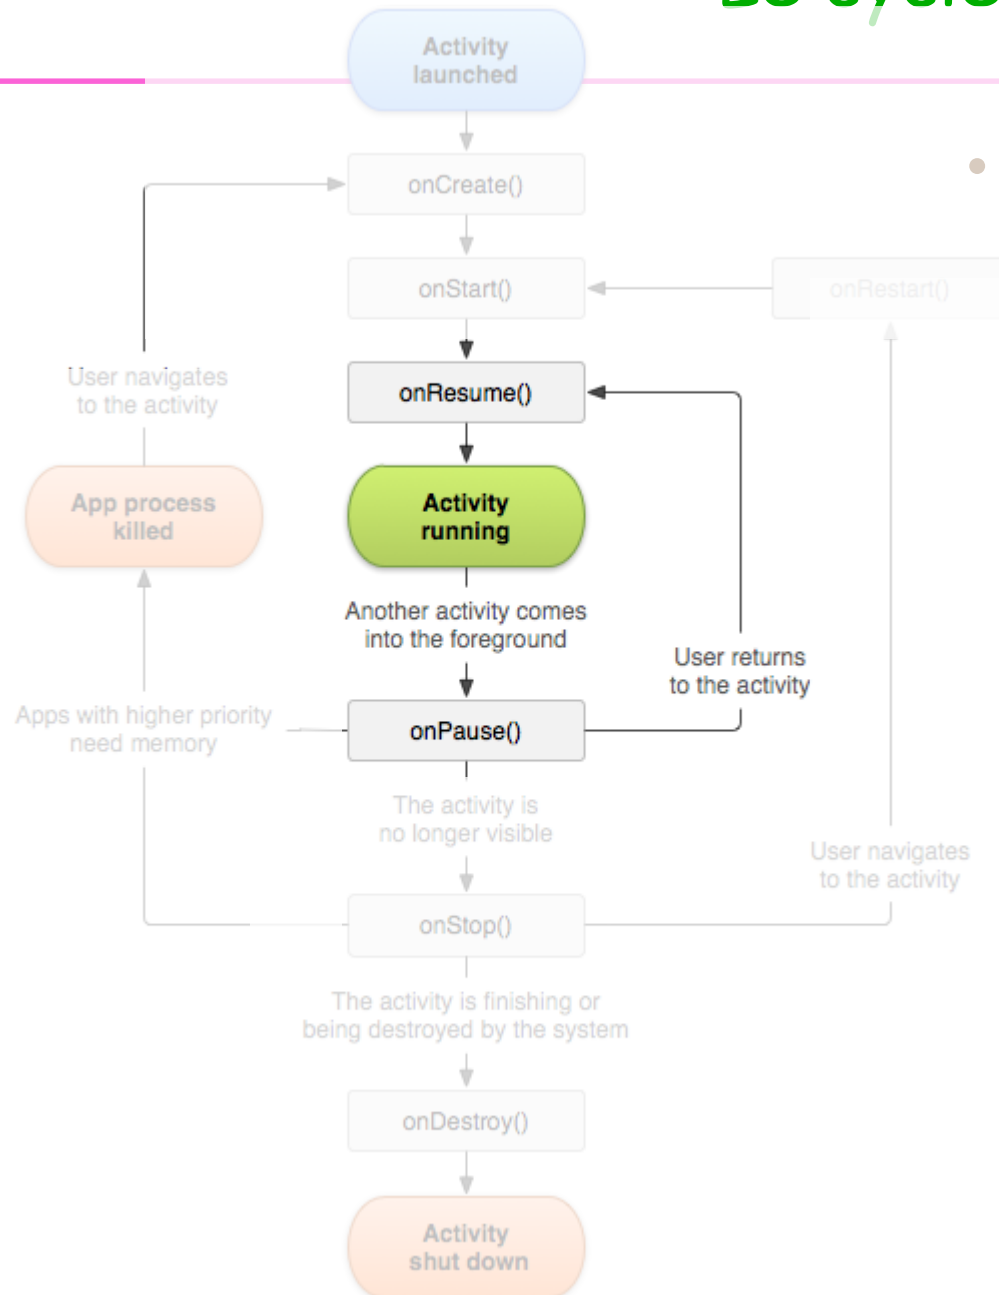 Activity
launched
onCreate()
onStart()
onRestart()
User navigates
to the activity
onResume()
App process
killed
Activity
running
Another activity comes
into the foreground
User returns
to the activity
Apps with higher priority
need memory
onPause()
The activity is
no longer visible
User navigates
to the activity
onStop()
The activity is finishing or
being destroyed by the system
onDestroy()
Activity
shut down